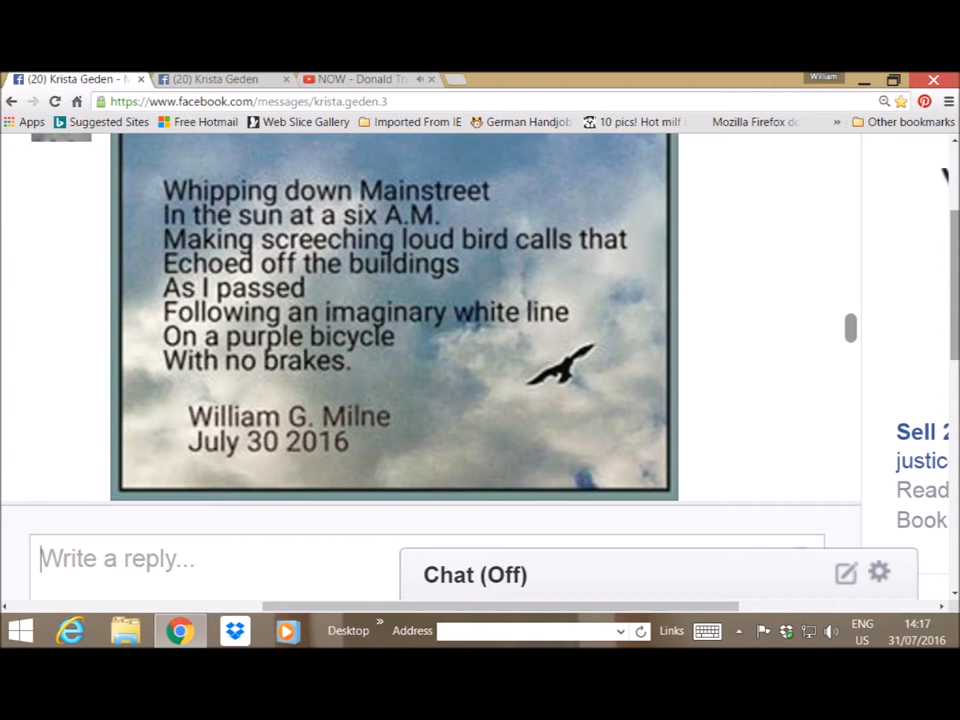 (20) Krista Geden -
(20) Krista Geden
NOW - Donald Tr
William
https://www.facebook.com/messages/krista.geden.3
Apps Suggested Sites Free Hotmail Web Slice Gallery Imported From IE German Handjob 10 pics! Hot milf Mozilla Firefox » Other bookmarks
Whipping down Mainstreet
In the sun at a six A.M.
Making screeching loud bird calls that
Echoed off the buildings
As I passed
Following an imaginary white line
On a purple bicycle
With no brakes.
William G. Milne
July 30 2016
Sell 2
justic
Read
Book
Write a reply...
Chat (Off)
Desktop » Address Links ENG 14:17
US 31/07/2016